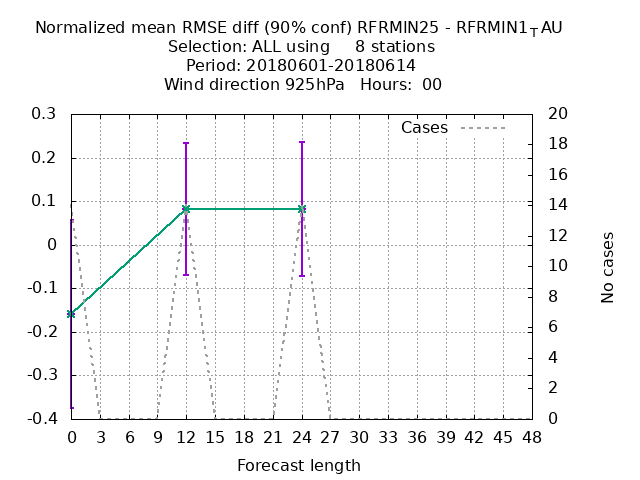 Normalized mean RMSE diff (90% conf) RFRMIN25 - RFRMIN1TAU
Selection: ALL using 8 stations
Period: 20180601-20180614
Wind direction 925hPa Hours: 00
Cases
0.3
0.2
0.1
0
-0.1
-0.2
-0.3
-0.4
20
18
16
14
12
10
8
6
4
2
0
No cases
0 3 6 9 12 15 18 21 24 27 30 33 36 39 42 45 48
Forecast length